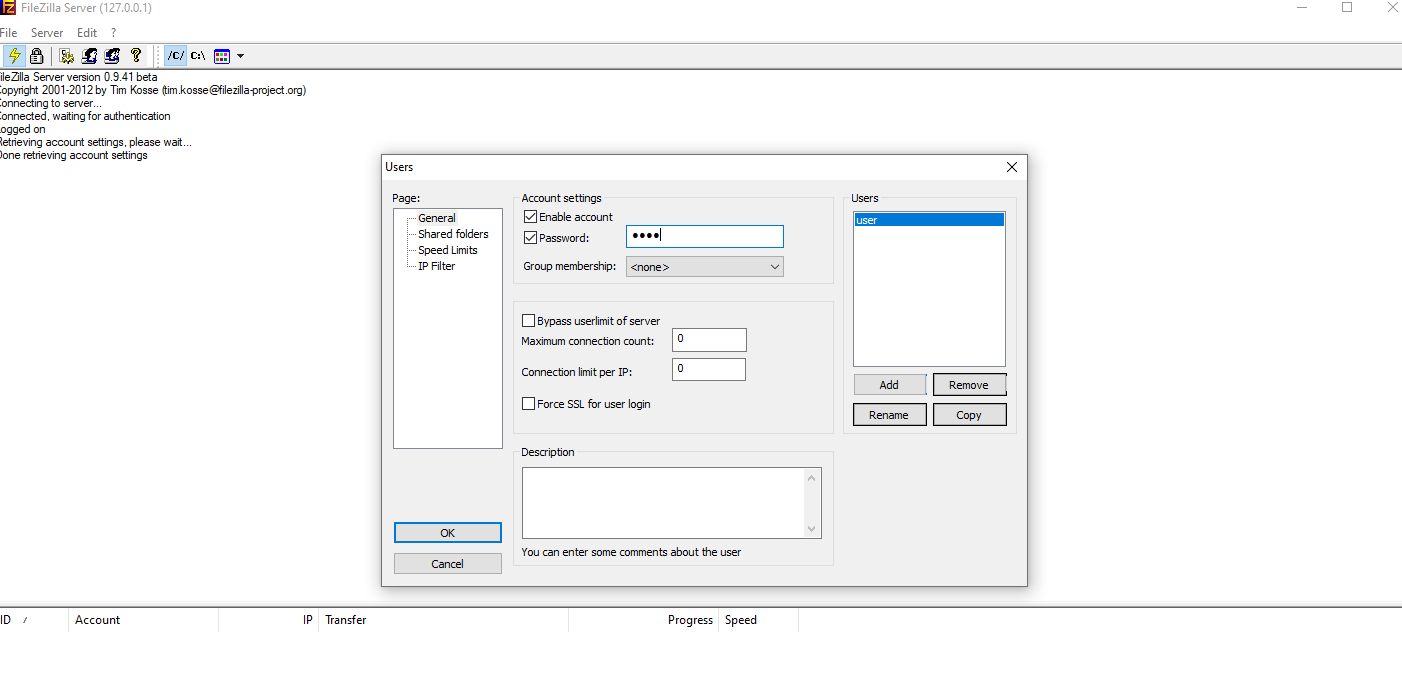 FileZilla Server (127.0.0.1)
File Server Edit ?
/C/ C:\
ileZilla Server version 0.9.41 beta
opyright 2001-2012 by Tim Kosse (tim.kosse@filezilla-project.org)
onnecting to server...
onnected, waiting for authentication
ogged on
Retrieving account settings, please wait...
Done retrieving account settings
Users
Page:
General
Shared folders
Speed Limits
IP Filter
OK
Cancel
Account settings
Enable account
Password:
Group membership: <none>
Bypass userlimit of server
Maximum connection count: 0
Connection limit per IP: 0
Force SSL for user login
Description
You can enter some comments about the user
Users
user
Add Remove
Rename Copy
ID / Account IP Transfer Progress Speed